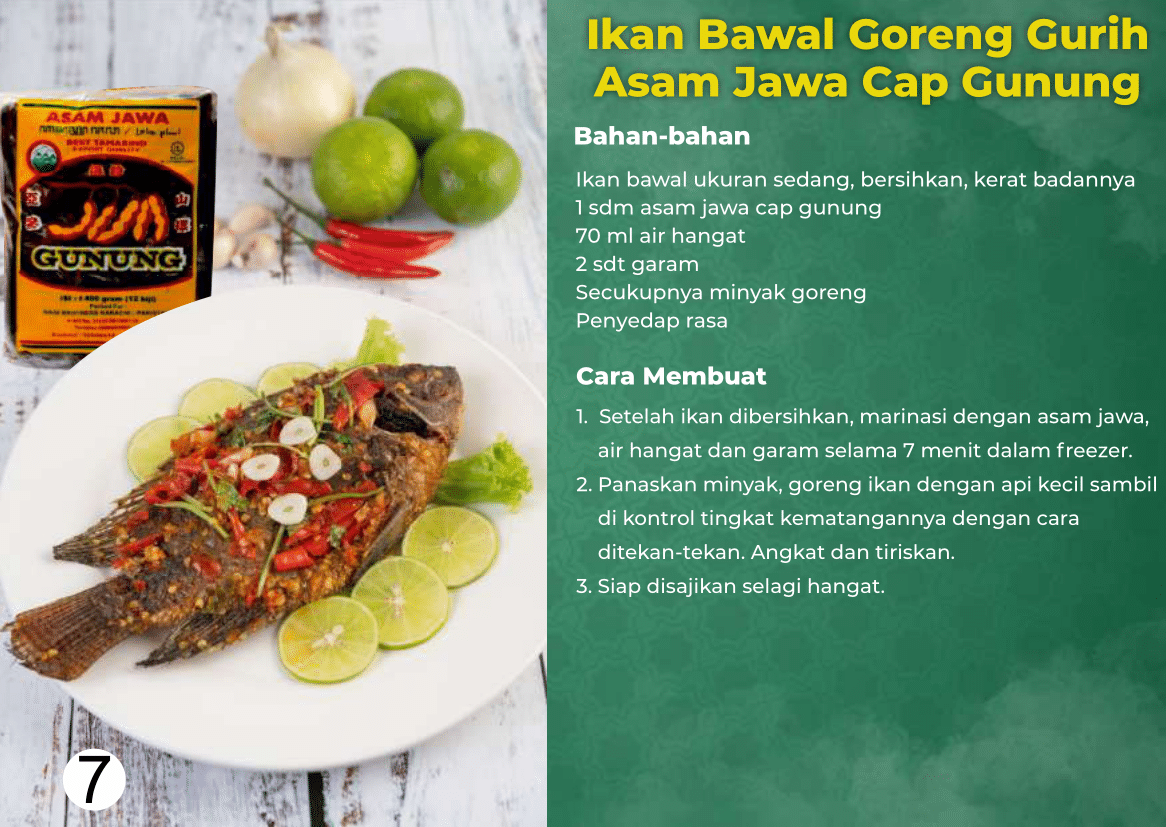 Ikan Bawal Goreng Gurih
Asam Jawa Cap Gunung
Bahan-bahan
Ikan bawal ukuran sedang, bersihkan, kerat badannya
1 sdm asam jawa cap gunung
70 ml air hangat
2 sdt garam
Secukupnya minyak goreng
Penyedap rasa
Cara Membuat
1. Setelah ikan dibersihkan, marinasi dengan asam jawa,
air hangat dan garam selama 7 menit dalam freezer.
2. Panaskan minyak, goreng ikan dengan api kecil sambil
di kontrol tingkat kematangannya dengan cara
ditekan-tekan. Angkat dan tiriskan.
3. Siap disajikan selagi hangat.
ASAM JAWA
BEST TAMARIND
GUNUNG
7